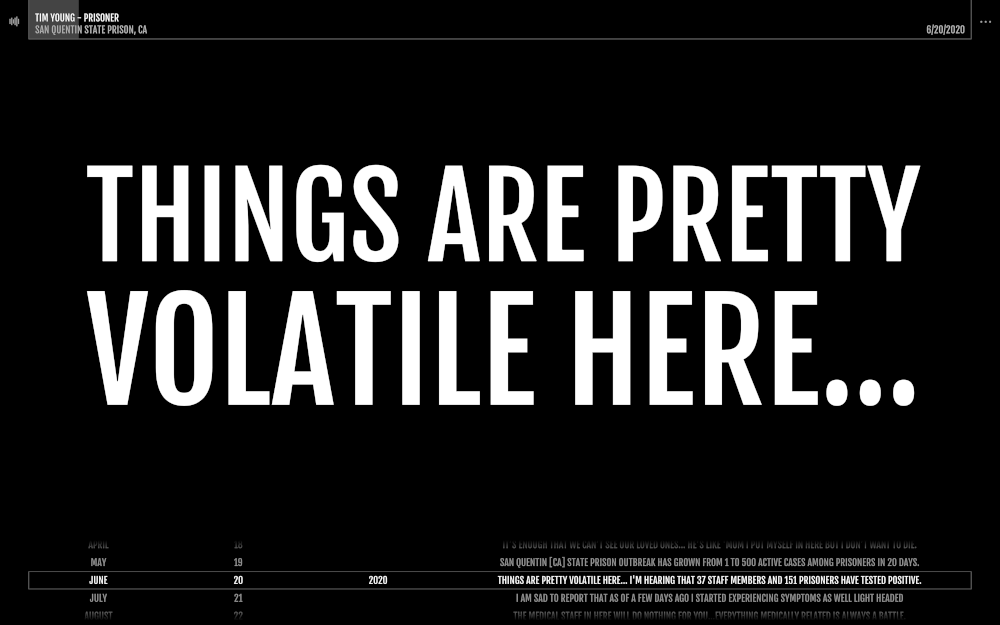 TIM YOUNG – PRISONER
SAN QUENTIN STATE PRISON, CA
6/20/2020
THINGS ARE PRETTY
VOLATILE HERE...
APRIL 18 IT'S ENOUGH THAT WE CAN'T SEE OUR LOVED ONES... HE'S LIKE 'MOM I PUT MYSELF IN HERE BUT I DON'T WANT TO DIE.
MAY 19 SAN QUENTIN [CA] STATE PRISON OUTBREAK HAS GROWN FROM 1 TO 500 ACTIVE CASES AMONG PRISONERS IN 20 DAYS.
JUNE 20 2020 THINGS ARE PRETTY VOLATILE HERE... I'M HEARING THAT 37 STAFF MEMBERS AND 151 PRISONERS HAVE TESTED POSITIVE.
JULY 21 I AM SAD TO REPORT THAT AS OF A FEW DAYS AGO I STARTED EXPERIENCING SYMPTOMS AS WELL LIGHT HEADED
AUGUST 22 THE MEDICAL STAFF IN HERE WILL DO NOTHING FOR YOU. EVERYTHING MEDICALLY RELATED IS ALWAYS A BATTLE.